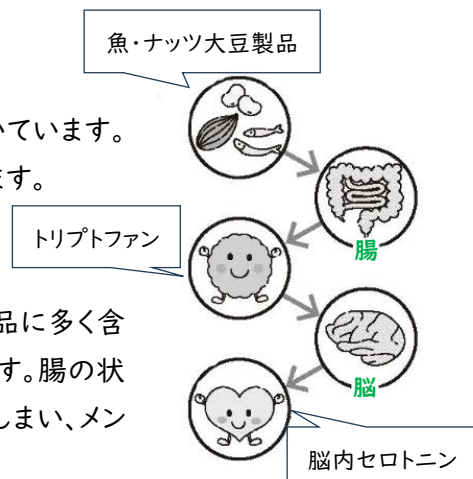 魚・ナッツ大豆製品
いています。
ます。
腸
トリプトファン
品に多く含
す。腸の状
脳
しまい、メン
脳内セロトニン